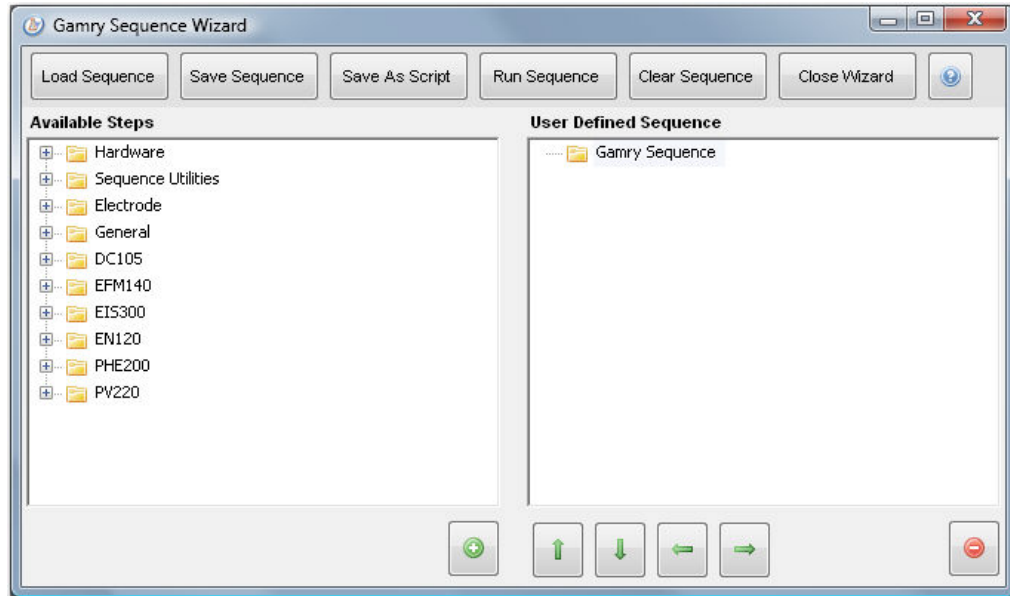 Gamry Sequence Wizard
Load Sequence Save Sequence Save As Script Run Sequence Clear Sequence Close Wizard
Available Steps
Hardware
Sequence Utilities
Electrode
General
DC105
EFM140
EIS300
EN120
PHE200
PV220
User Defined Sequence
Gamry Sequence